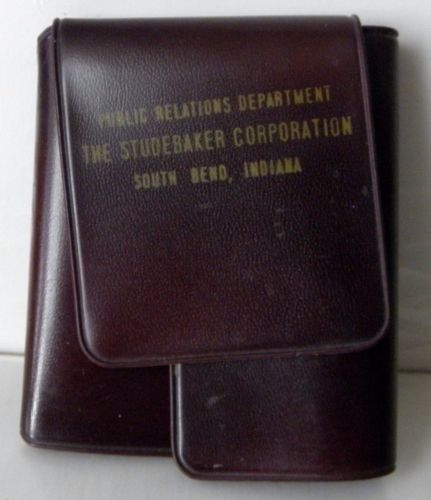 PUBLIC RELATIONS DEPARTMENT
THE STUDEBAKER CORPORATION
SOUTH BEND, INDIANA